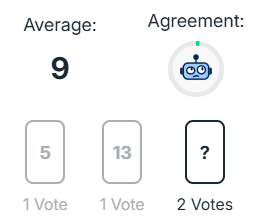 Average:
Agreement:
9
5
13
?
1 Vote
1 Vote
2 Votes